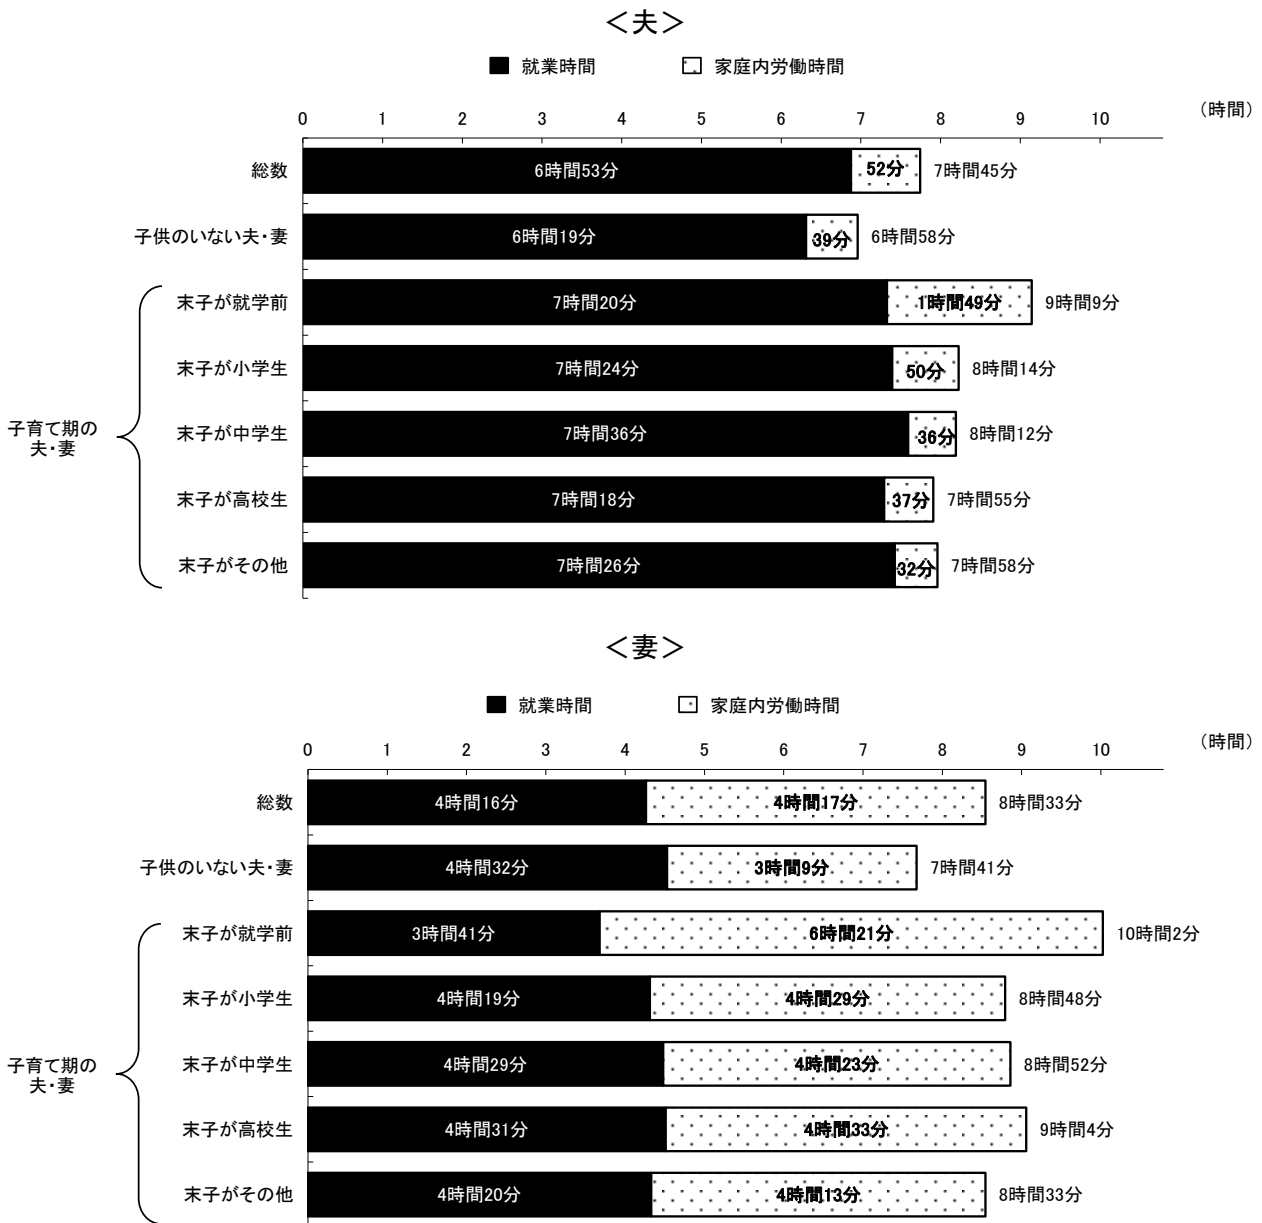 ＜夫＞
就業時間 家庭内労働時間
0 1 2 3 4 5 6 7 8 9 10 （時間）
総数 6時間53分 52分 7時間45分
子供のいない夫・妻 6時間19分 39分 6時間58分
末子が就学前 7時間20分 1時間49分 9時間9分
末子が小学生 7時間24分 50分 8時間14分
子育て期の
夫・妻
末子が中学生 7時間36分 36分 8時間12分
末子が高校生 7時間18分 37分 7時間55分
末子がその他 7時間26分 32分 7時間58分
＜妻＞
就業時間 家庭内労働時間
0 1 2 3 4 5 6 7 8 9 10 （時間）
総数 4時間16分 4時間17分 8時間33分
子供のいない夫・妻 4時間32分 3時間9分 7時間41分
末子が就学前 3時間41分 6時間21分 10時間2分
末子が小学生 4時間19分 4時間29分 8時間48分
子育て期の
夫・妻
末子が中学生 4時間29分 4時間23分 8時間52分
末子が高校生 4時間31分 4時間33分 9時間4分
末子がその他 4時間20分 4時間13分 8時間33分